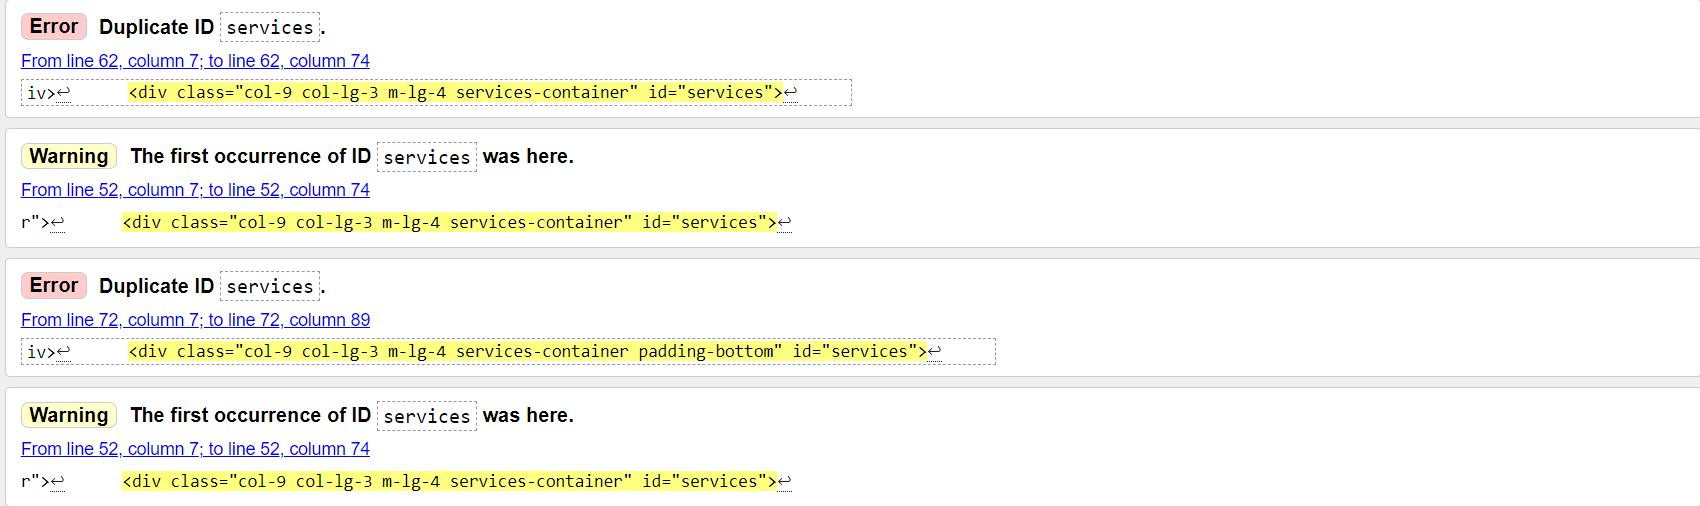 Error Duplicate ID services.
From line 62, column 7; to line 62, column 74
iv>↩ <div class="col-9 col-lg-3 m-lg-4 services-container" id="services">↩
Warning The first occurrence of ID services was here.
From line 52, column 7; to line 52, column 74
r">↩ <div class="col-9 col-lg-3 m-lg-4 services-container" id="services">↩
Error Duplicate ID services.
From line 72, column 7; to line 72, column 89
iv>↩ <div class="col-9 col-lg-3 m-lg-4 services-container padding-bottom" id="services">↩
Warning The first occurrence of ID services was here.
From line 52, column 7; to line 52, column 74
r">↩ <div class="col-9 col-lg-3 m-lg-4 services-container" id="services">↩